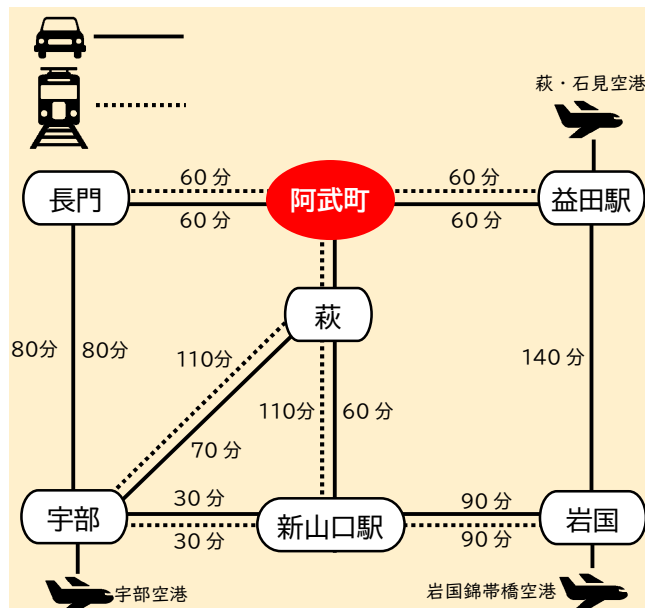 萩・石見空港
60分
60分
長門
阿武町
益田駅
60分
60分
萩
80分
80分
110分
140分
110分
60分
70分
30分
90分
宇部
新山口駅
岩国
30分
90分
宇部空港
岩国錦帯橋空港